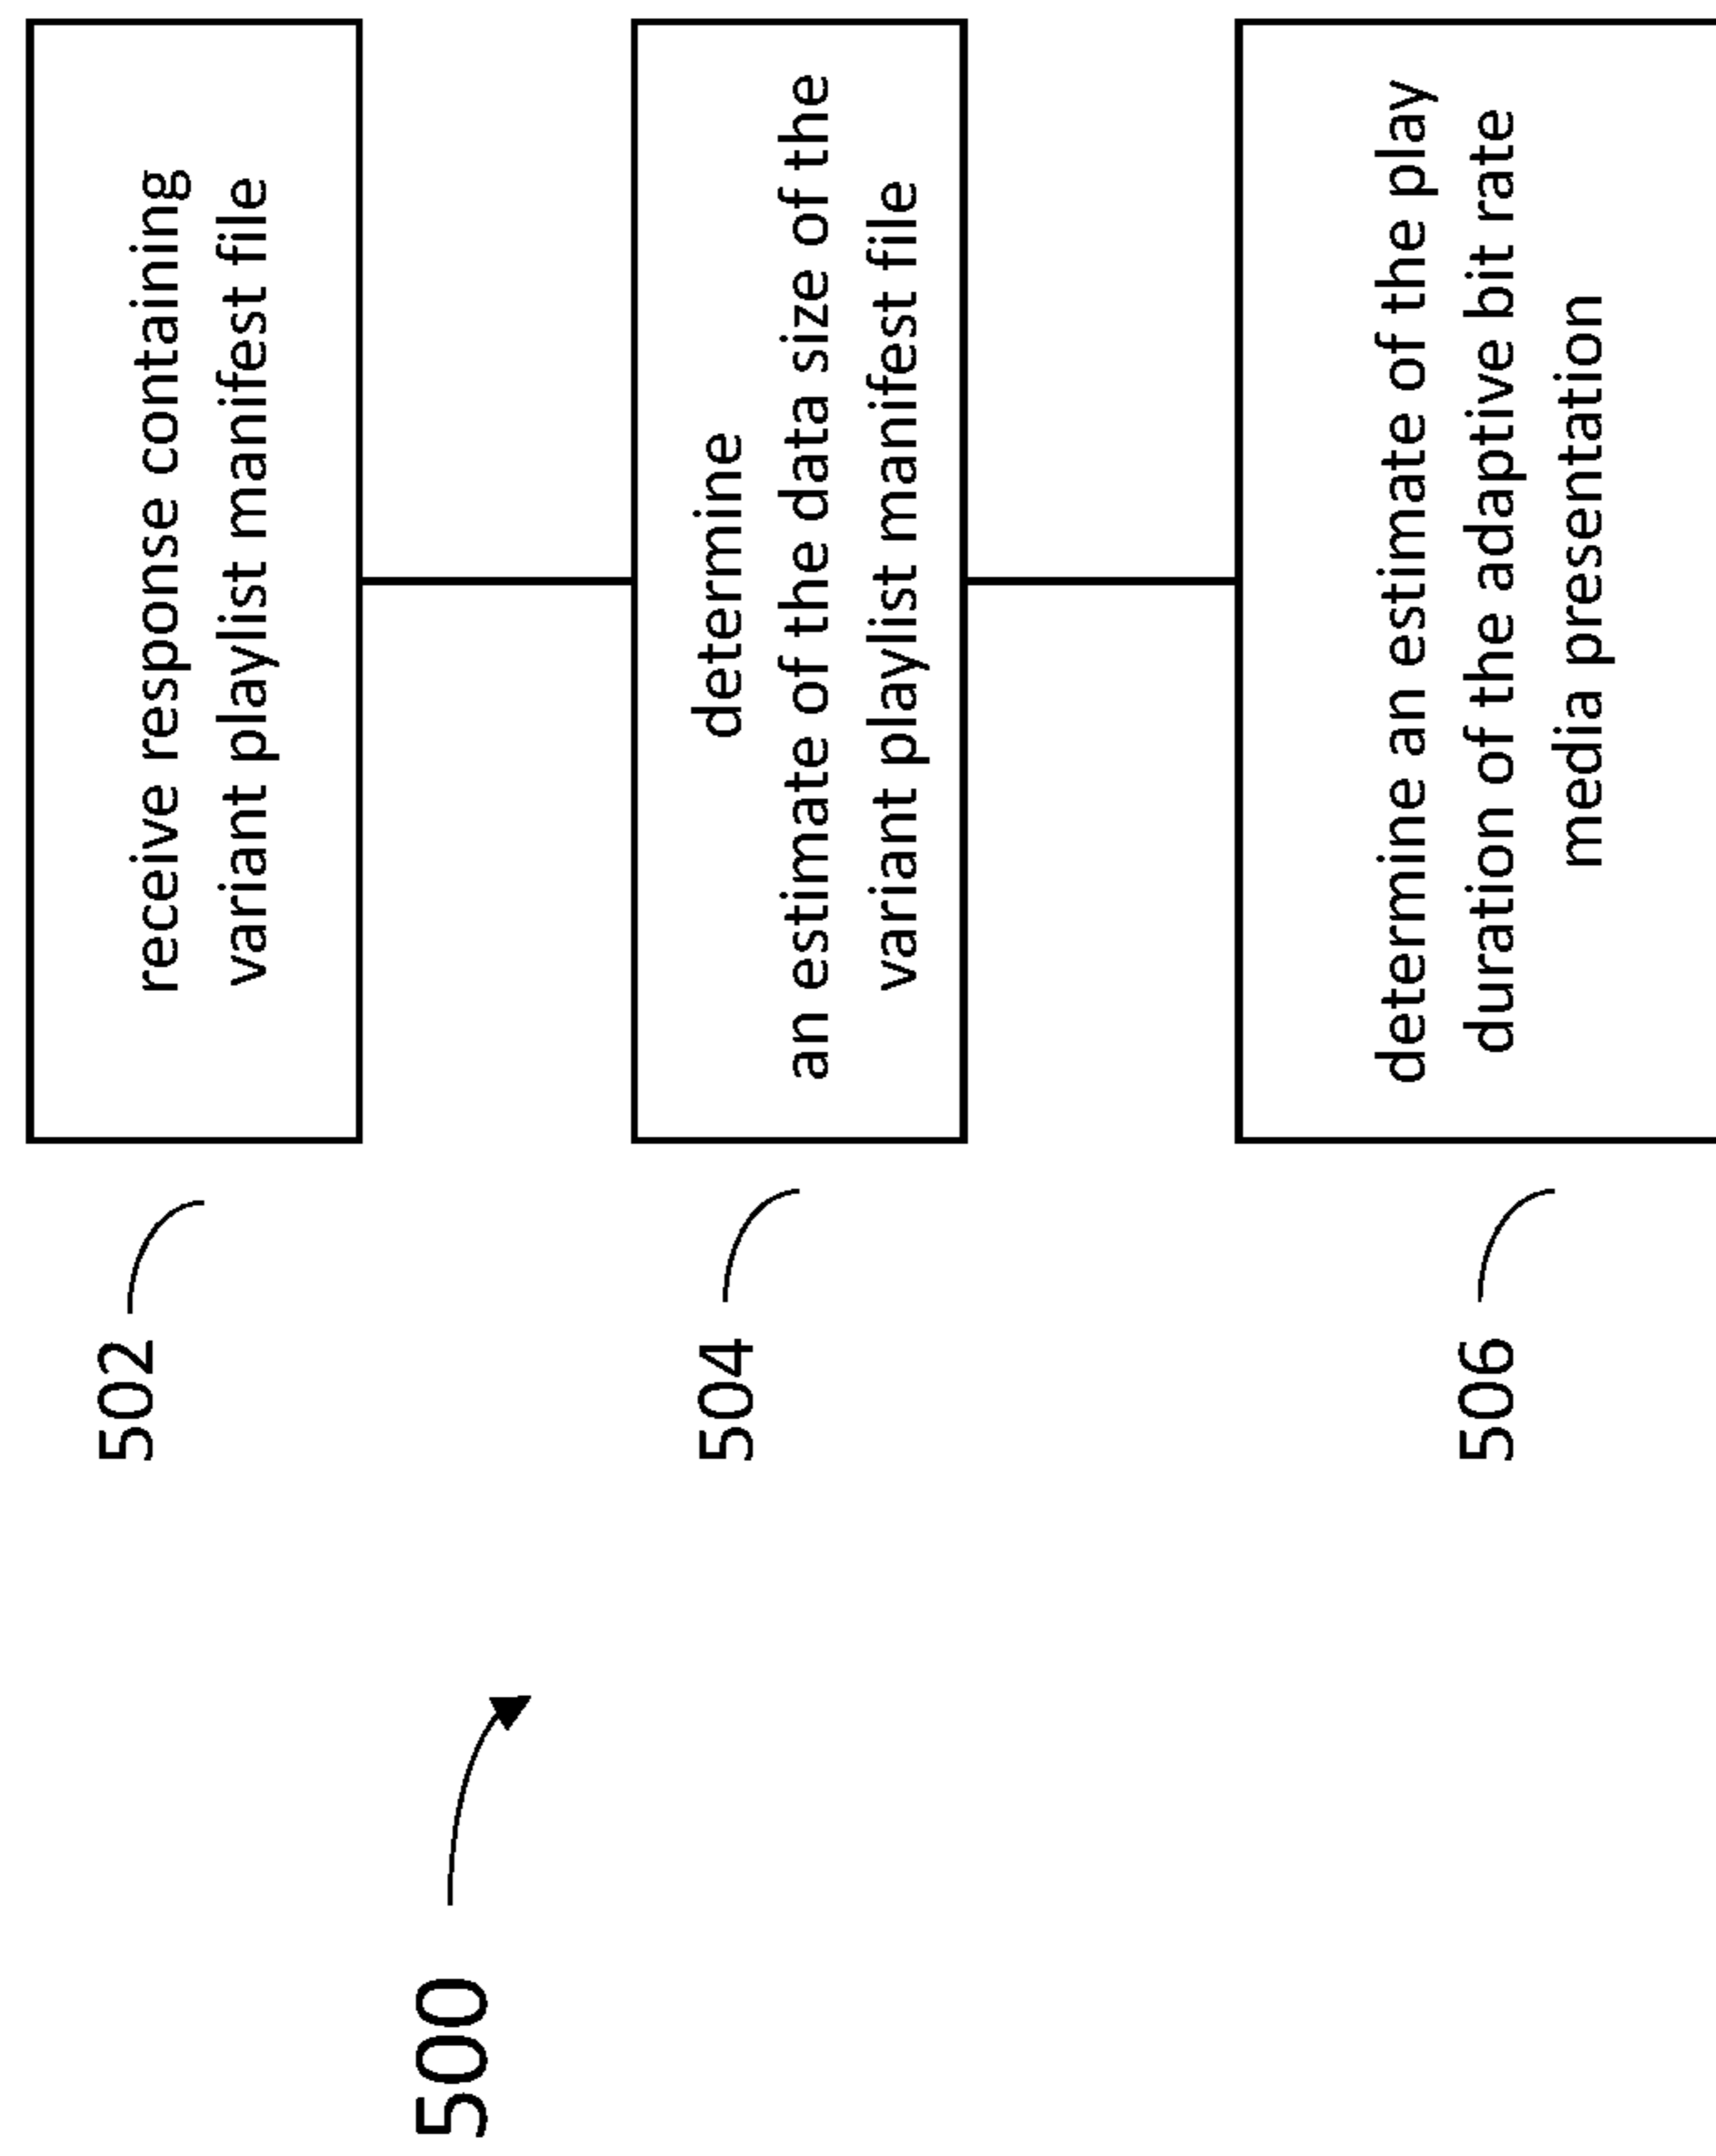 500
502
receive response containing
variant playlist manifest file
504
determine
an estimate of the data size of the
variant playlist manifest file
506
determine an estimate of the play
duration of the adaptive bit rate
media presentation